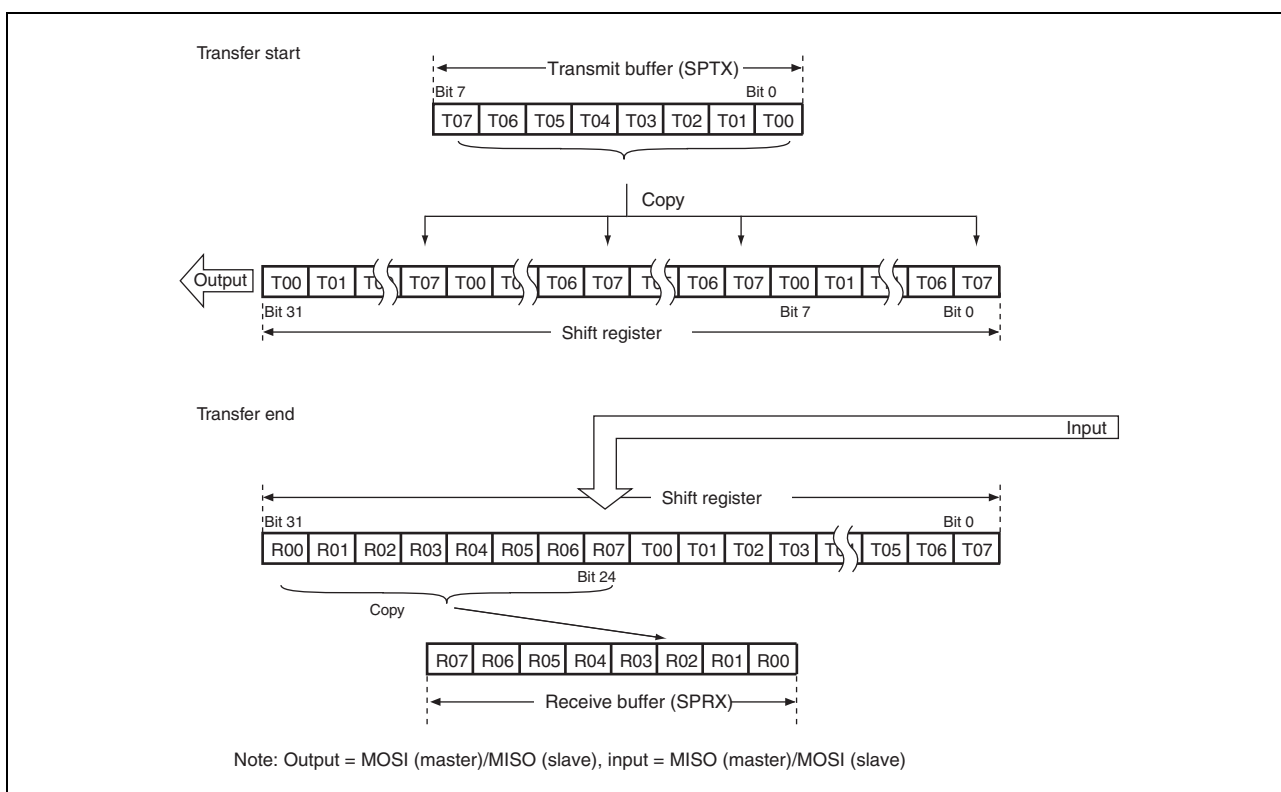 Transfer start
Transmit buffer (SPTX)
Bit 7 Bit 0
T07 T06 T05 T04 T03 T02 T01 T00
Copy
Output
T00 T01 T07 T00 T06 T07 T06 T07 T00 T01 T06 T07
Bit 31 Bit 7 Bit 0
Shift register
Transfer end
Input
Shift register
Bit 31 Bit 0
R00 R01 R02 R03 R04 R05 R06 R07 T00 T01 T02 T03 T05 T06 T07
Bit 24
Copy
R07 R06 R05 R04 R03 R02 R01 R00
Receive buffer (SPRX)
Note: Output = MOSI (master)/MISO (slave), input = MISO (master)/MOSI (slave)